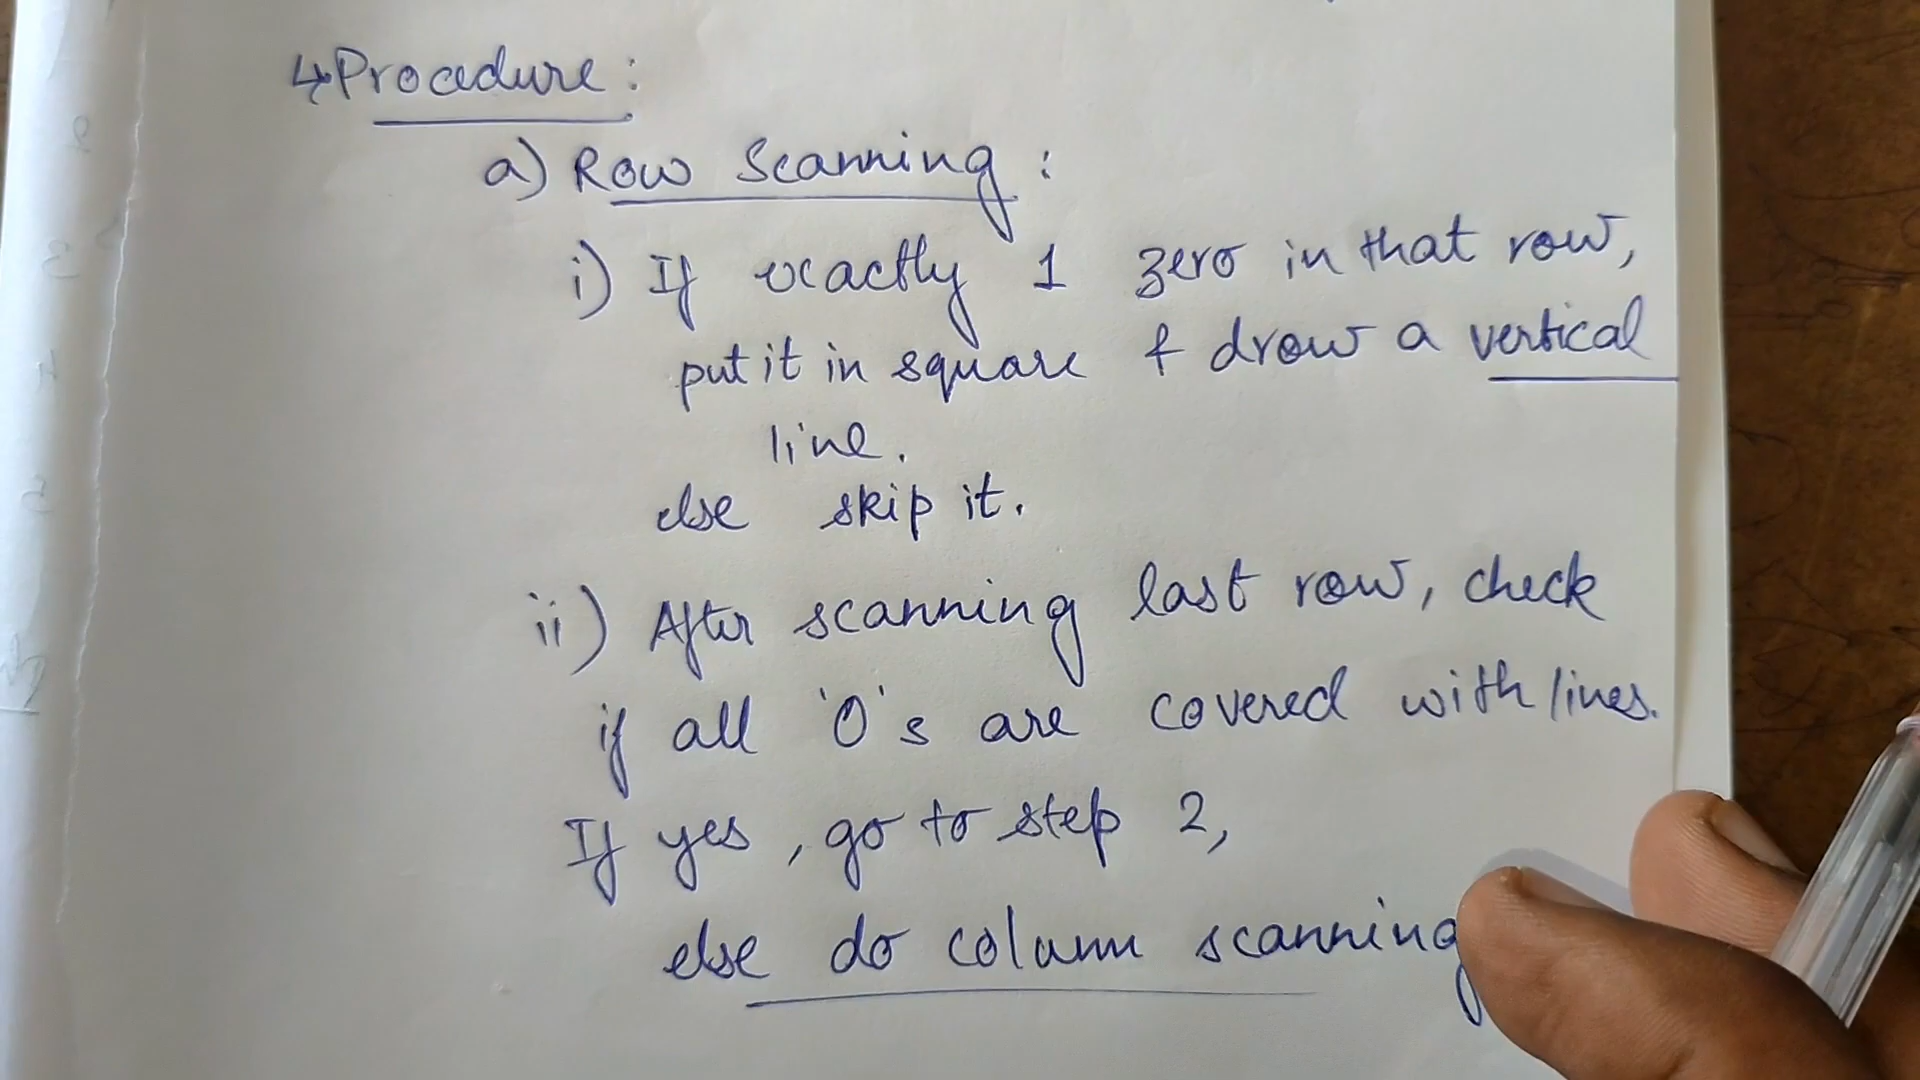 ↳Procedure:
a) Row Scanning:
i) If exactly 1 zero in that row,
put it in square & draw a vertical
line.
else skip it.
ii) After scanning last row, check
if all '0's are covered with lines.
If yes, go to step 2,
else do column scanning